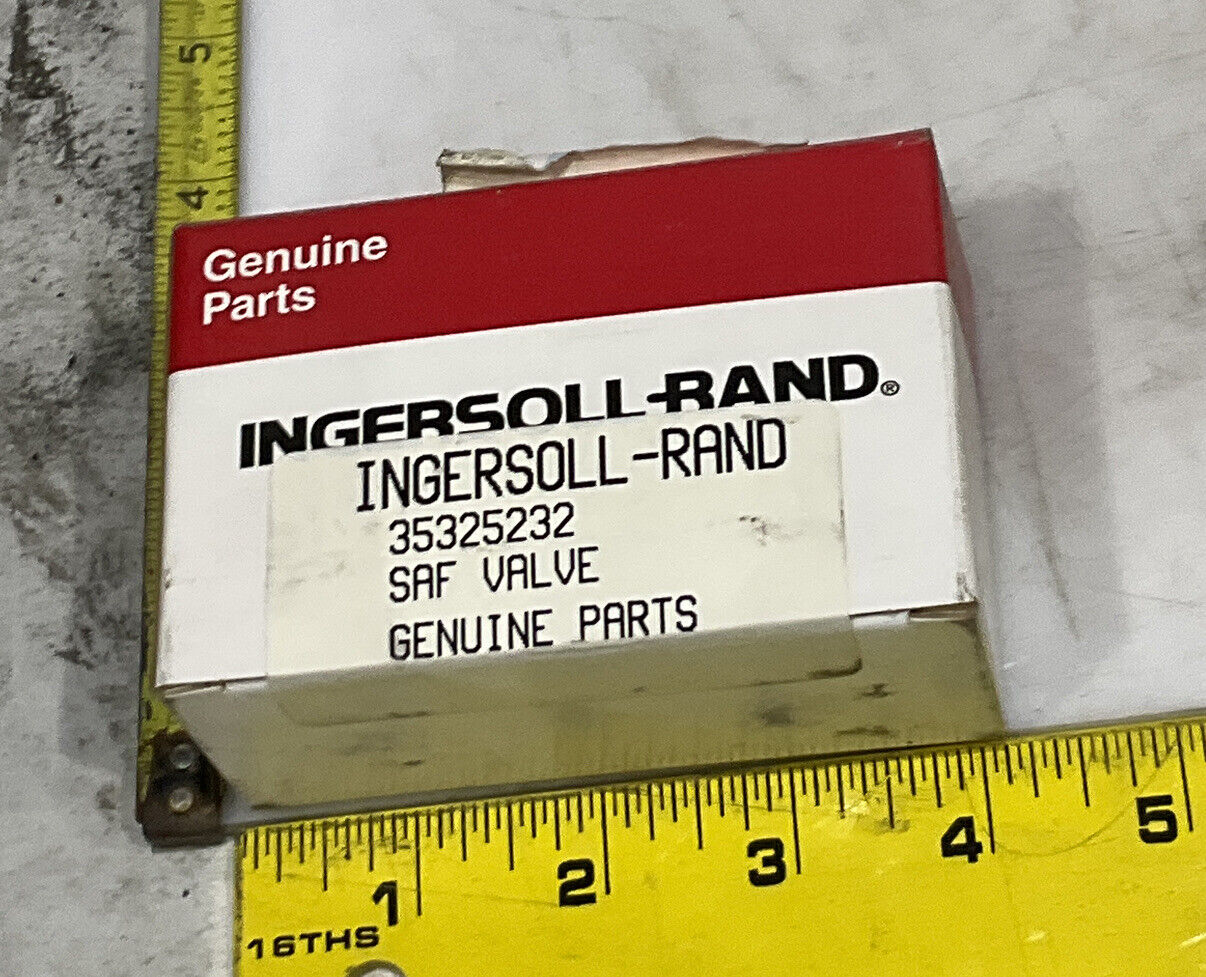 Genuine
Parts
INGERSOLL-RAND®
INGERSOLL-RAND
35325232
SAF VALVE
GENUINE PARTS
5
4
1
2
3
4
5
16THS